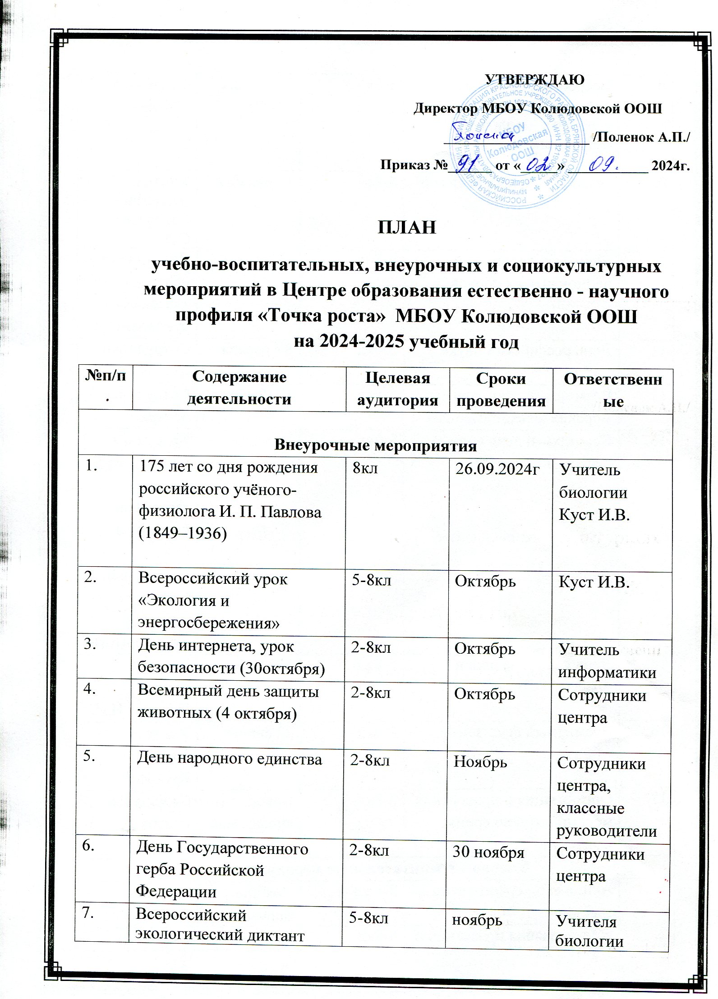 УТВЕРЖДАЮ
Директор МБОУ Колюдовской ООШ
/Поленок А.П./
Приказ № 91 от «02» 09. 2024г.
МБОУ
Колюдовская
ООШ
ПЛАН
учебно-воспитательных, внеурочных и социокультурных
мероприятий в Центре образования естественно - научного
профиля «Точка роста» МБОУ Колюдовской ООШ
на 2024-2025 учебный год
№п/п
.
Содержание
деятельности
Целевая
аудитория
Сроки
проведения
Ответственн
ые
Внеурочные мероприятия
1.
175 лет со дня рождения
российского учёного-
физиолога И. П. Павлова
(1849–1936)
8кл
26.09.2024г
Учитель
биологии
Куст И.В.
2.
Всероссийский урок
«Экология и
энергосбережения»
5-8кл
Октябрь
Куст И.В.
3.
День интернета, урок
безопасности (30октября)
2-8кл
Октябрь
Учитель
информатики
4.
Всемирный день защиты
животных (4 октября)
2-8кл
Октябрь
Сотрудники
центра
5.
День народного единства
2-8кл
Ноябрь
Сотрудники
центра,
классные
руководители
6.
День Государственного
герба Российской
Федерации
2-8кл
30 ноября
Сотрудники
центра
7.
Всероссийский
экологический диктант
5-8кл
ноябрь
Учителя
биологии